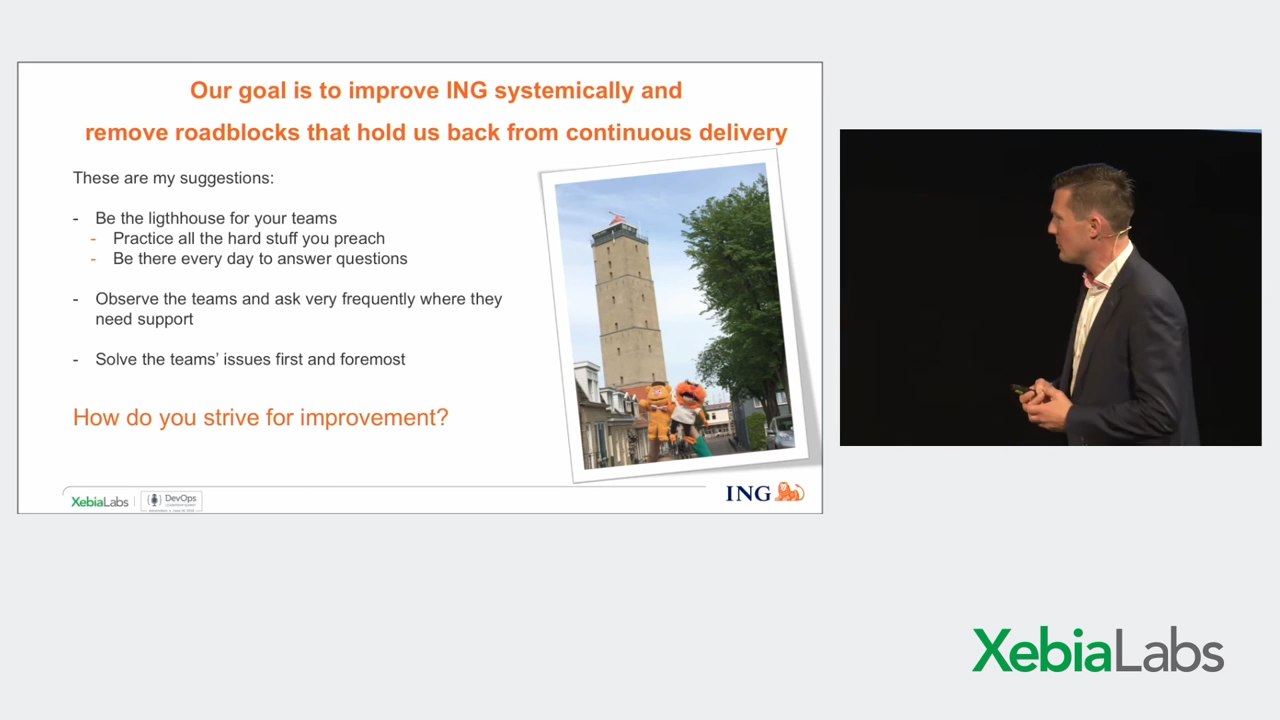 Our goal is to improve ING systemically and
remove roadblocks that hold us back from continuous delivery
These are my suggestions:
- Be the ligthhouse for your teams
- Practice all the hard stuff you preach
- Be there every day to answer questions
- Observe the teams and ask very frequently where they
need support
- Solve the teams' issues first and foremost
How do you strive for improvement?
XebiaLabs
DevOps
ING
XebiaLabs